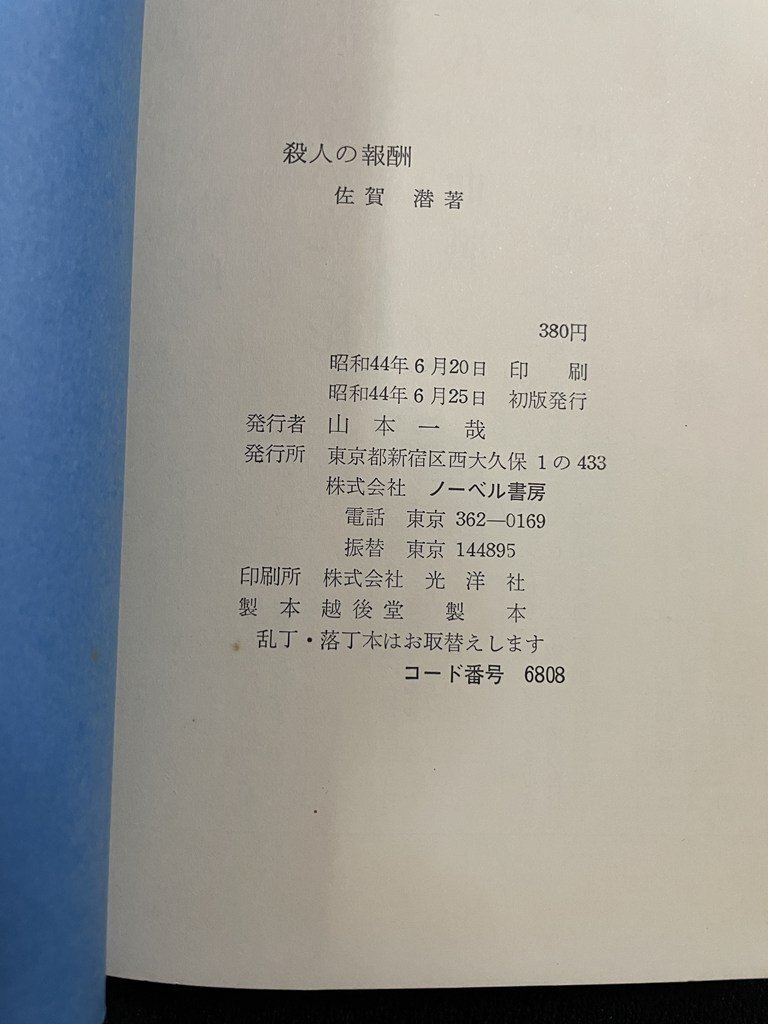 殺人の報酬
佐賀　潜著
380円
昭和44年6月20日　印　刷
昭和44年6月25日　初版発行
発行者　山本一哉
発行所　東京都新宿区西大久保1の433
株式会社　ノーベル書房
電話　東京 362—0169
振替　東京 144895
印刷所　株式会社　光洋社
製本　越後堂　製本
乱丁・落丁本はお取替えします
コード番号　6808